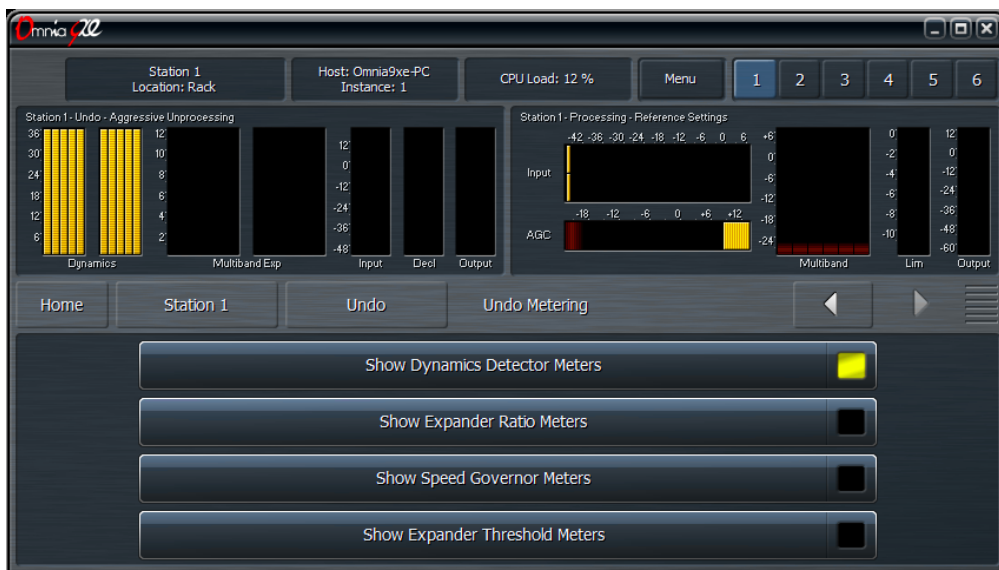 Omnia 9XE
Station 1
Location: Rack
Host: Omnia9xe-PC
Instance: 1
CPU Load: 12 %
Menu
1 2 3 4 5 6
Station 1 - Undo - Aggressive Unprocessing
36 30 24 18 12 6
Dynamics
12 10 8 6 4 2
Multiband Exp
12 0 -12 -24 -36 -48
Input Decl Output
Station 1 - Processing - Reference Settings
-42 -36 -30 -24 -18 -12 -6 0 6
Input
-18 -12 -6 0 +6 +12
AGC
+6 0 -6 -12 -18 -24
Multiband
0 -2 -4 -6 -8 -10
Lim
12 0 -12 -24 -36 -48 -60
Output
Home Station 1 Undo Undo Metering
Show Dynamics Detector Meters
Show Expander Ratio Meters
Show Speed Governor Meters
Show Expander Threshold Meters